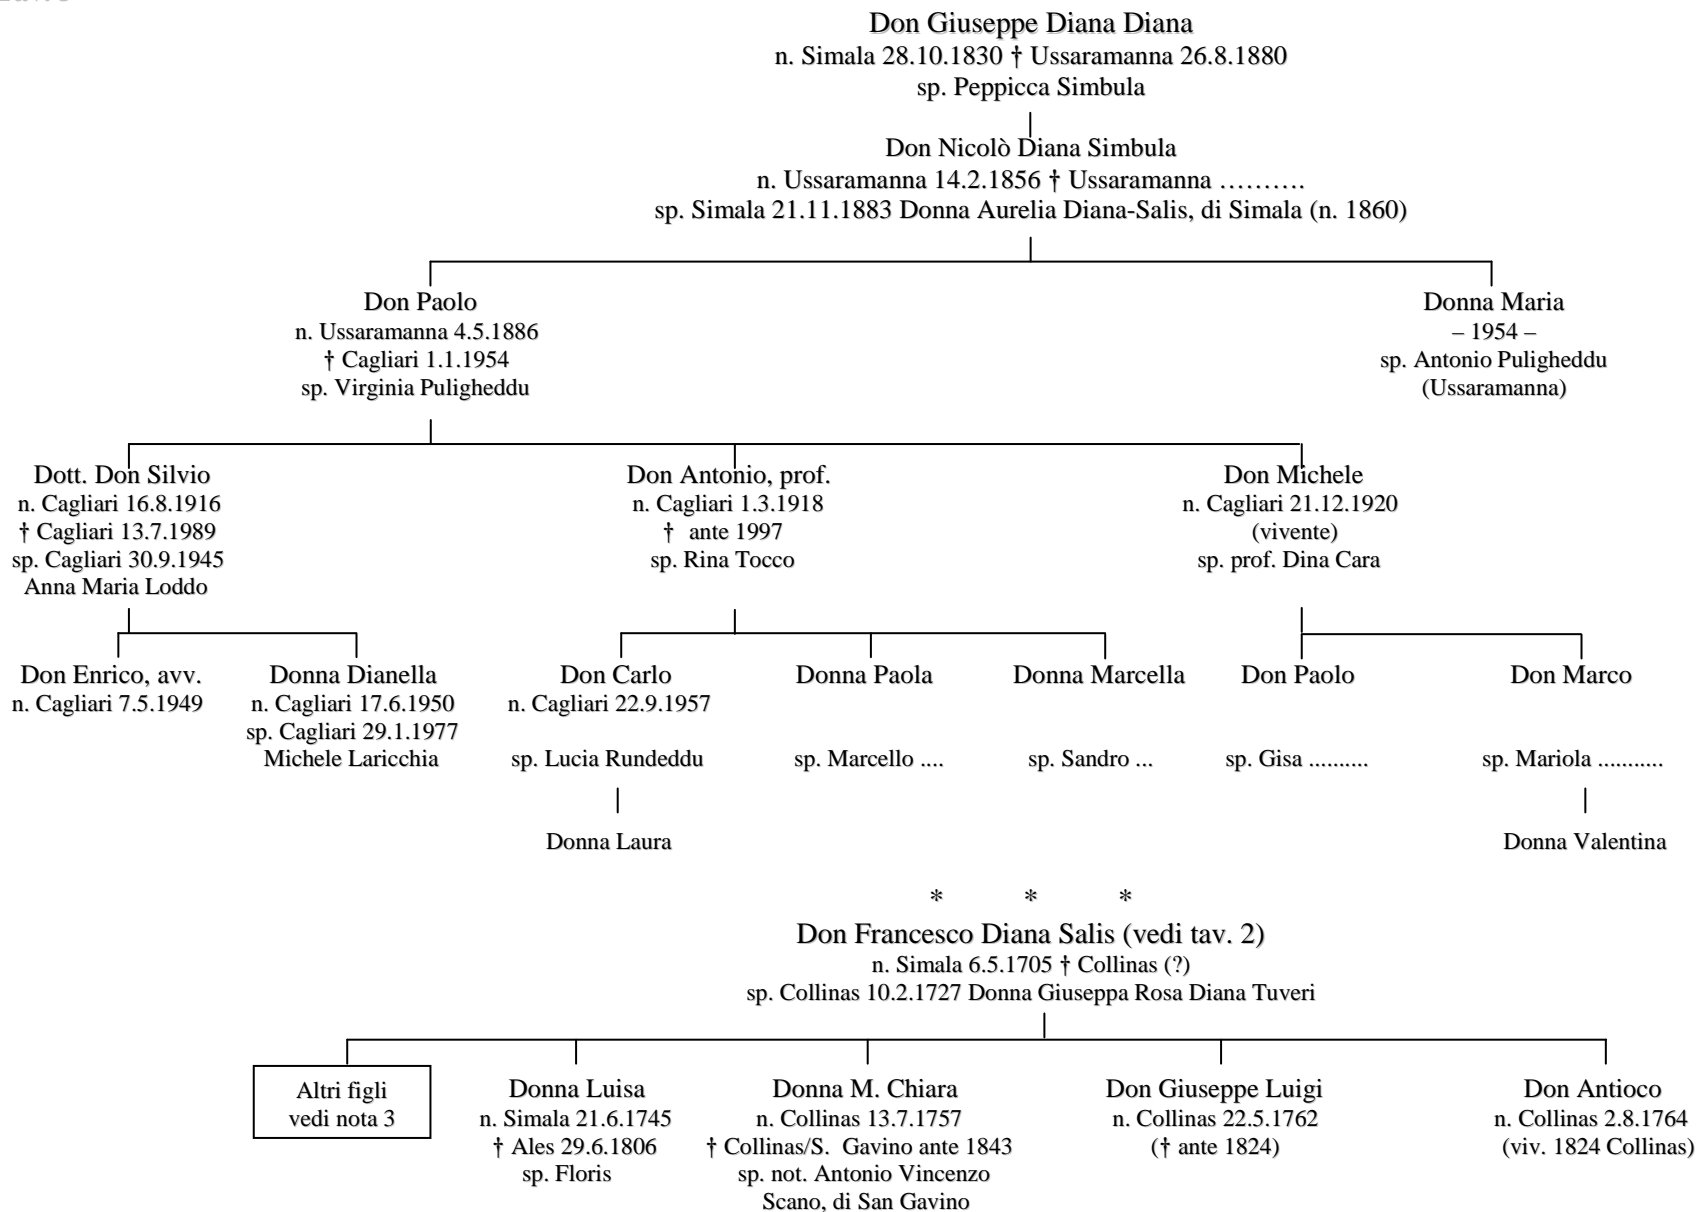 Don Giuseppe Diana Diana
n. Simala 28.10.1830 † Ussaramanna 26.8.1880
sp. Peppicca Simbula
Don Nicolò Diana Simbula
n. Ussaramanna 14.2.1856 † Ussaramanna ……….
sp. Simala 21.11.1883 Donna Aurelia Diana-Salis, di Simala (n. 1860)
Don Paolo
n. Ussaramanna 4.5.1886
† Cagliari 1.1.1954
sp. Virginia Puligheddu
Donna Maria
– 1954 –
sp. Antonio Puligheddu
(Ussaramanna)
Dott. Don Silvio
n. Cagliari 16.8.1916
† Cagliari 13.7.1989
sp. Cagliari 30.9.1945
Anna Maria Loddo
Don Antonio, prof.
n. Cagliari 1.3.1918
† ante 1997
sp. Rina Tocco
Don Michele
n. Cagliari 21.12.1920
(vivente)
sp. prof. Dina Cara
Don Enrico, avv.
n. Cagliari 7.5.1949
Donna Dianella
n. Cagliari 17.6.1950
sp. Cagliari 29.1.1977
Michele Laricchia
Don Carlo
n. Cagliari 22.9.1957
sp. Lucia Rundeddu
Donna Paola
sp. Marcello ....
Donna Marcella
sp. Sandro ...
Don Paolo
sp. Gisa ..........
Don Marco
sp. Mariola ...........
Donna Laura
Donna Valentina
* * *
Don Francesco Diana Salis (vedi tav. 2)
n. Simala 6.5.1705 † Collinas (?)
sp. Collinas 10.2.1727 Donna Giuseppa Rosa Diana Tuveri
Altri figli
vedi nota 3
Donna Luisa
n. Simala 21.6.1745
† Ales 29.6.1806
sp. Floris
Donna M. Chiara
n. Collinas 13.7.1757
† Collinas/S. Gavino ante 1843
sp. not. Antonio Vincenzo
Scano, di San Gavino
Don Giuseppe Luigi
n. Collinas 22.5.1762
(† ante 1824)
Don Antioco
n. Collinas 2.8.1764
(viv. 1824 Collinas)